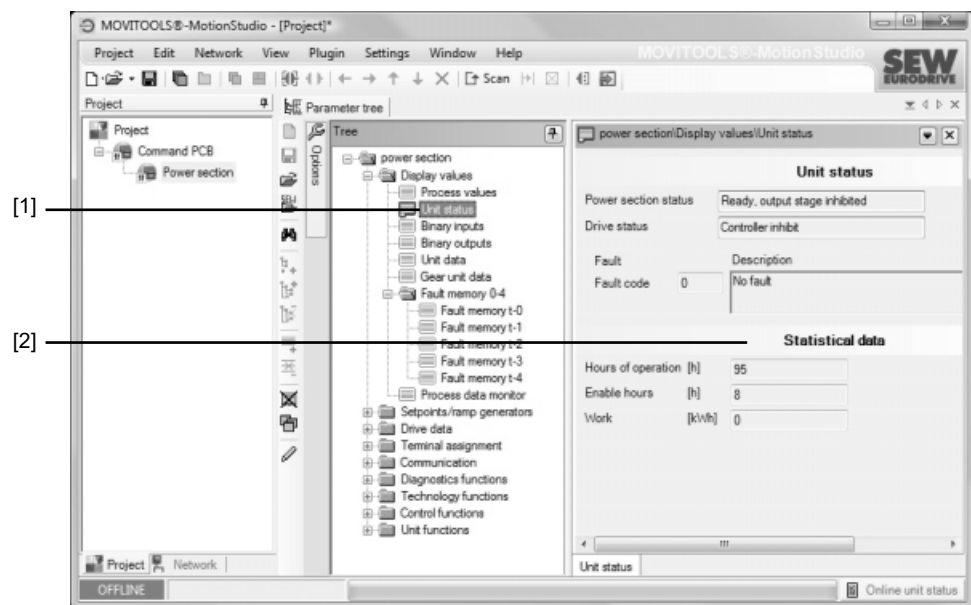 MOVITOOLS®-MotionStudio - [Project]*
Project Edit Network View Plugin Settings Window Help
MOVITOOLS®-MotionStudio
SEW
EURODRIVE
Scan
Project
Parameter tree
Project
Command PCB
Power section
Options
Tree
power section
Display values
Process values
[1]
Unit status
Binary inputs
Binary outputs
Unit data
Gear unit data
Fault memory 0-4
Fault memory t-0
Fault memory t-1
[2]
Fault memory t-2
Fault memory t-3
Fault memory t-4
Process data monitor
Setpoints/ramp generators
Drive data
Terminal assignment
Communication
Diagnostics functions
Technology functions
Control functions
Unit functions
power section\Display values\Unit status
Unit status
Power section status Ready, output stage inhibited
Drive status Controller inhibit
Fault Description
Fault code 0 No fault
Statistical data
Hours of operation [h] 95
Enable hours [h] 8
Work [kWh] 0
Project Network
Unit status
OFFLINE
Online unit status